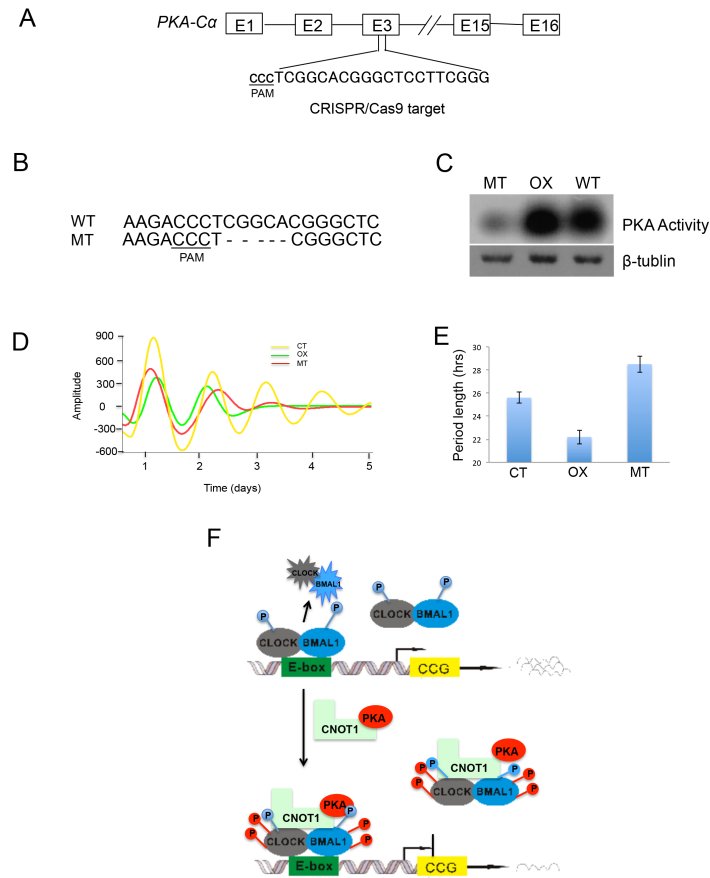 A
PKA-Cα E1 E2 E3 E15 E16
cccTCGGCACGGGCTCCTTCGGG
PAM
CRISPR/Cas9 target
B
WT AAGACCCTCGGCACGGGCTC
MT AAGACCCT- - - - - -CGGGCTC
PAM
C
MT OX WT
PKA Activity
β-tublin
D
900
600
300
0
-300
-600
Amplitude
CT
OX
MT
1 2 3 4 5
Time (days)
E
28
26
24
22
20
Period length (hrs)
CT OX MT
F
CLOCK
BMAL1
P P
CLOCK BMAL1
P P
CLOCK BMAL1
E-box
CCG
CNOT1 PKA
CNOT1 PKA
P P P P P P
CLOCK BMAL1
CNOT1 PKA
P P P P P P
CLOCK BMAL1
E-box
CCG